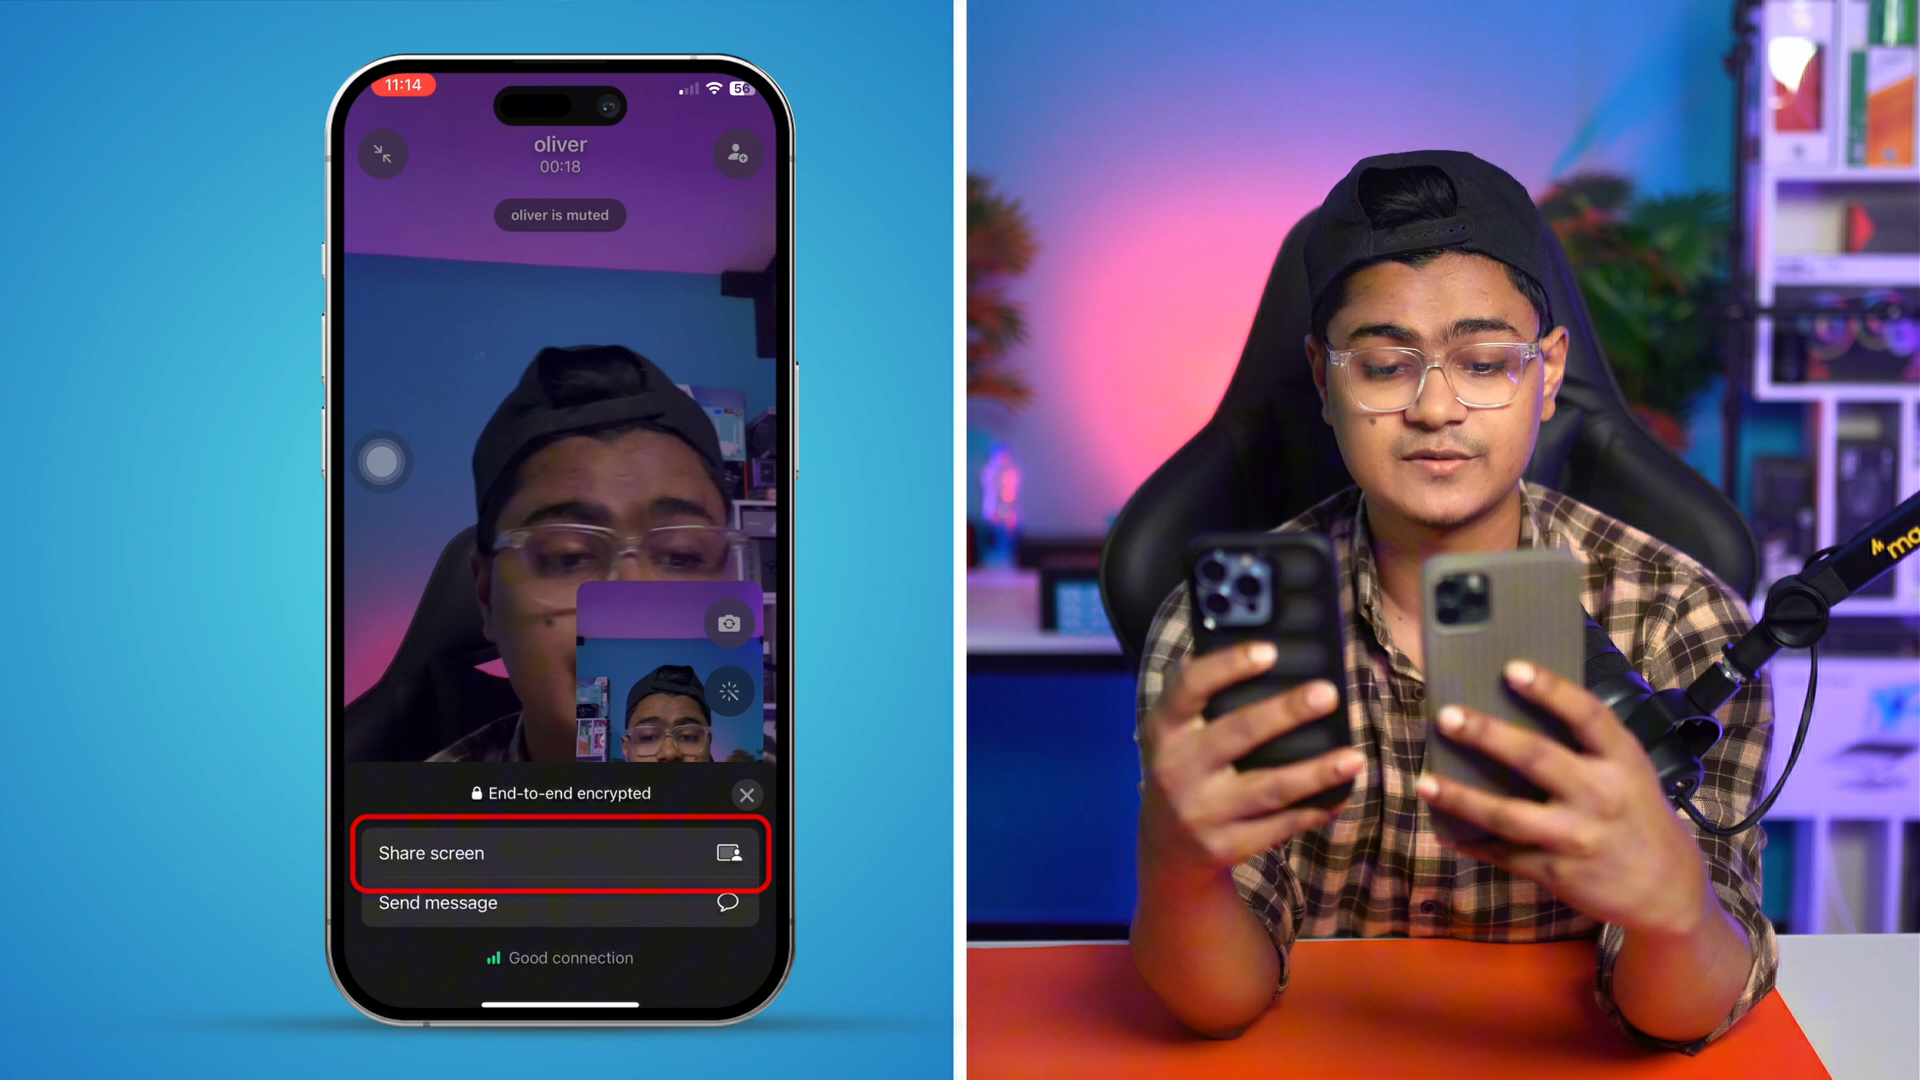 11:14
56
oliver
00:18
oliver is muted
End-to-end encrypted
Share screen
Send message
Good connection